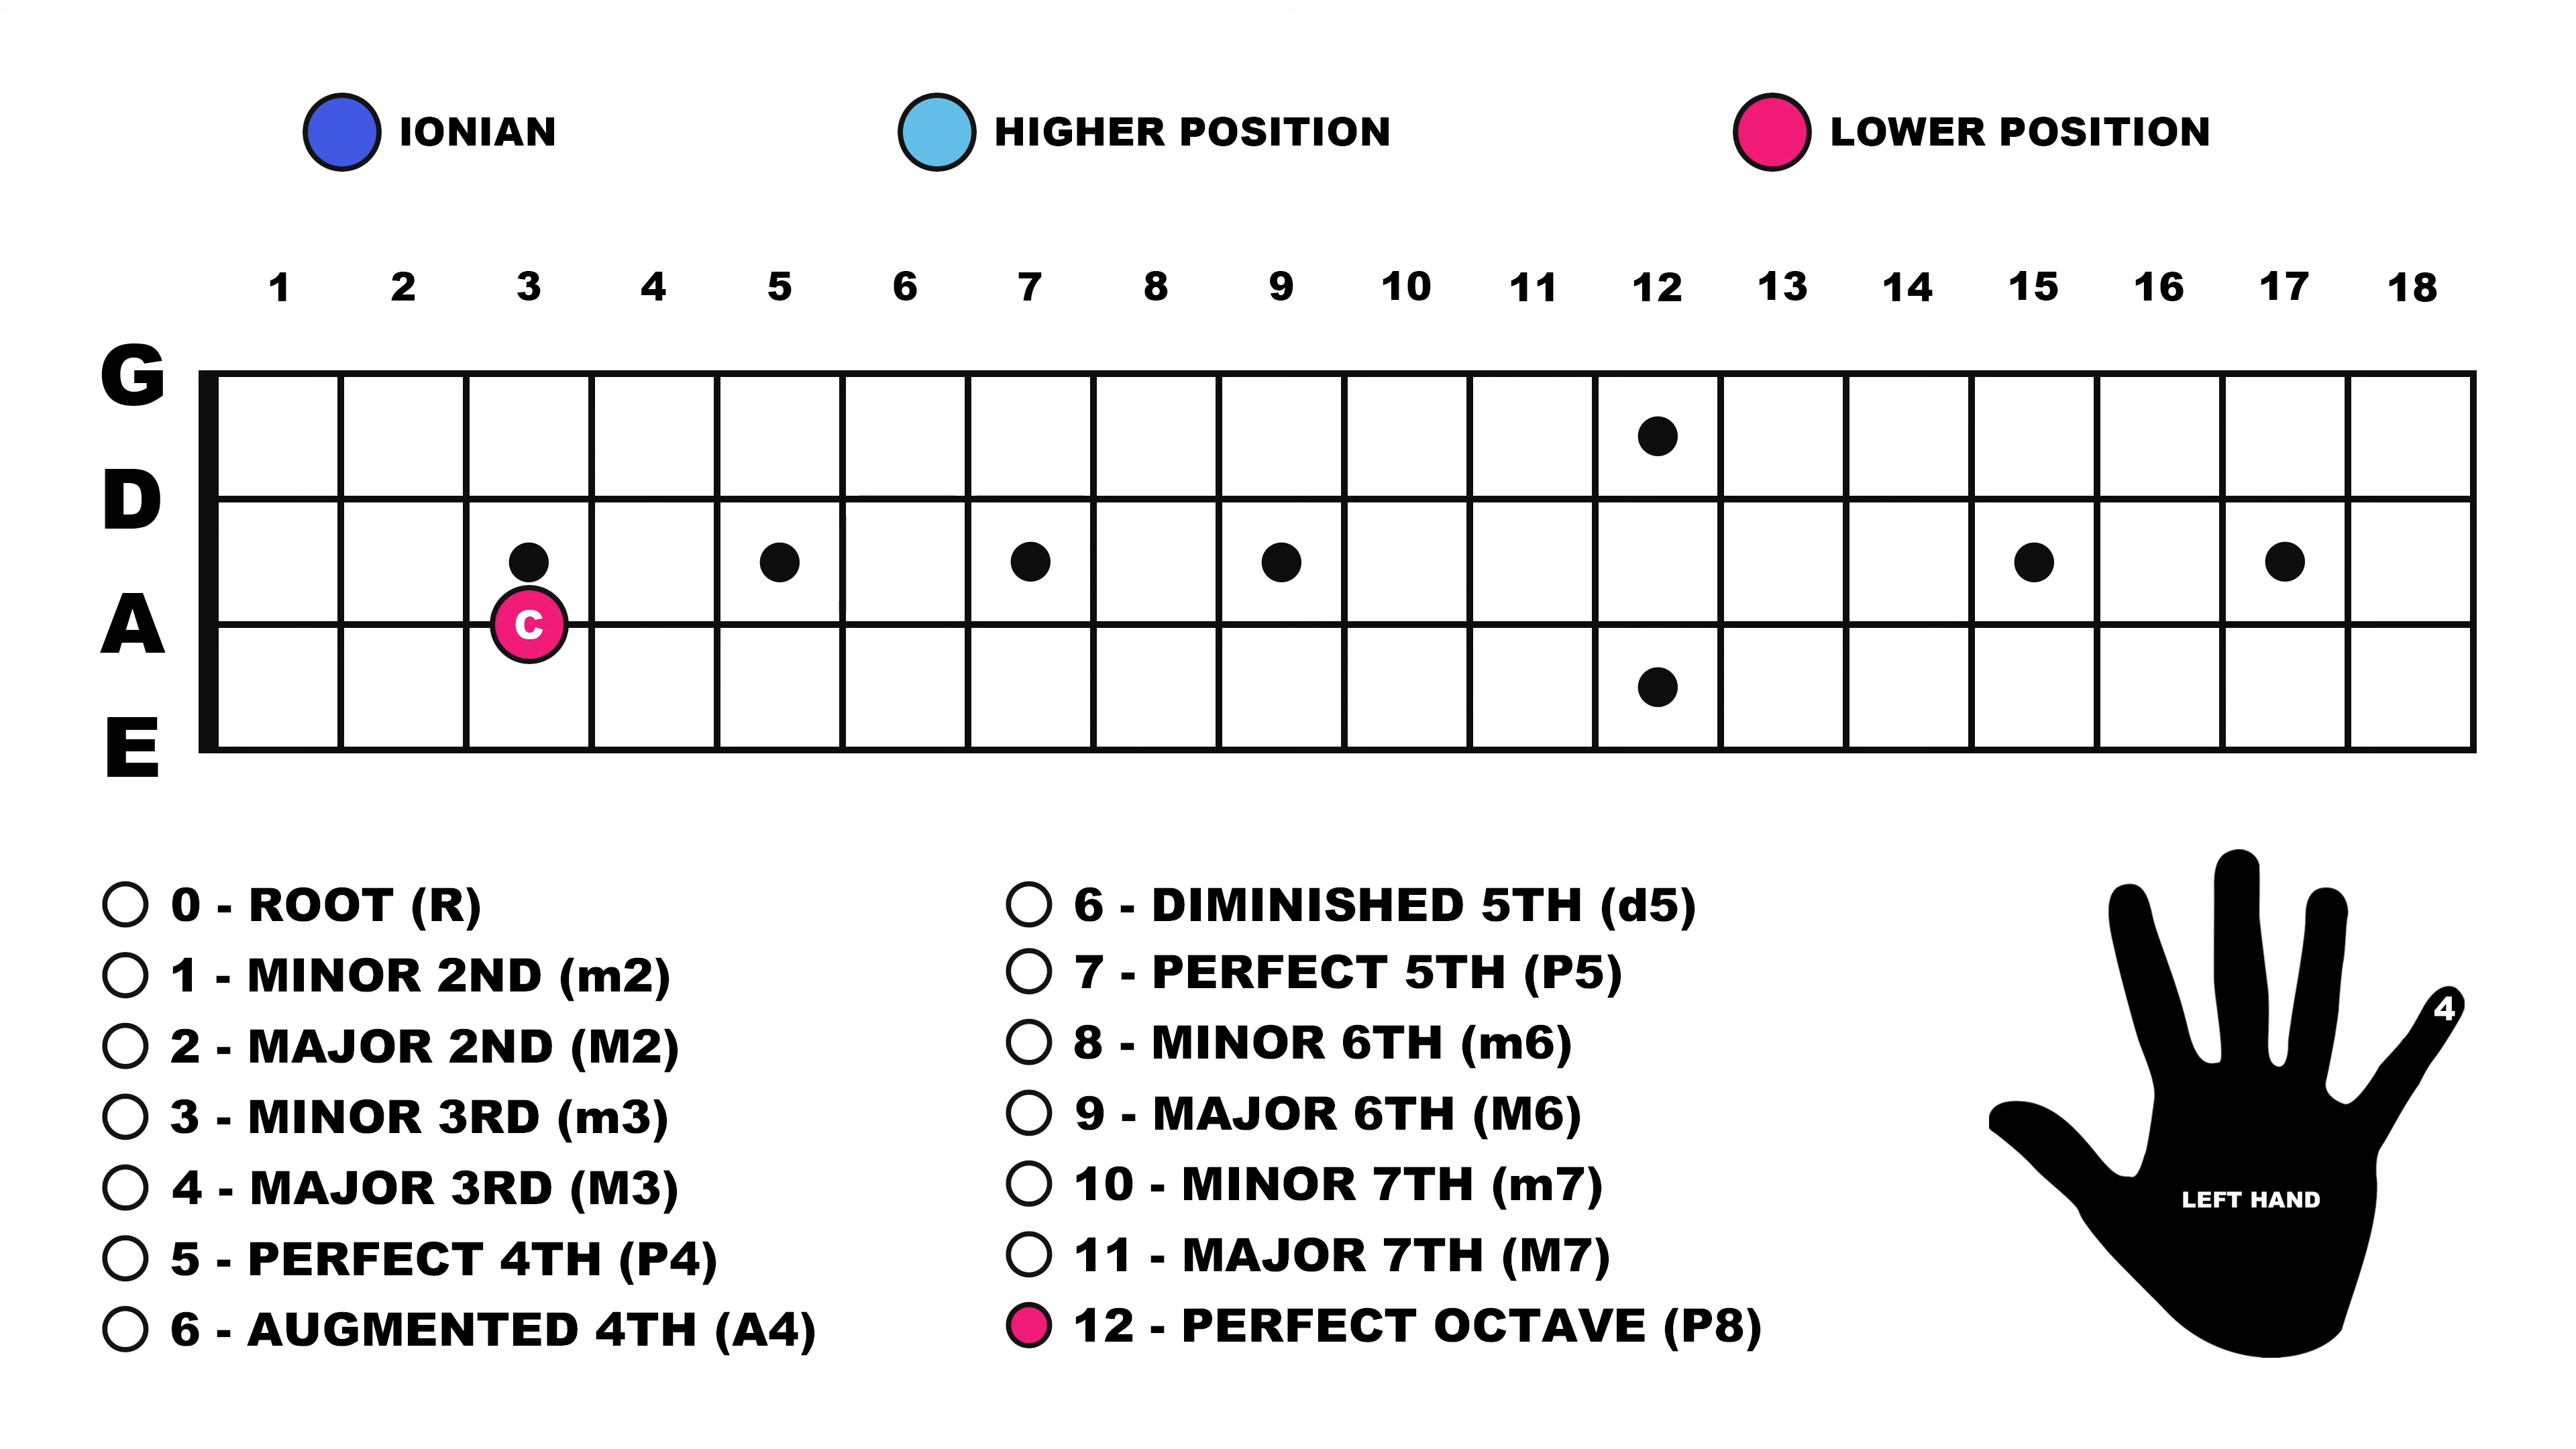 IONIAN HIGHER POSITION LOWER POSITION
1 2 3 4 5 6 7 8 9 10 11 12 13 14 15 16 17 18
G
D
A
C
E
0 - ROOT (R)
1 - MINOR 2ND (m2)
2 - MAJOR 2ND (M2)
3 - MINOR 3RD (m3)
4 - MAJOR 3RD (M3)
5 - PERFECT 4TH (P4)
6 - AUGMENTED 4TH (A4)
6 - DIMINISHED 5TH (d5)
7 - PERFECT 5TH (P5)
8 - MINOR 6TH (m6)
9 - MAJOR 6TH (M6)
10 - MINOR 7TH (m7)
11 - MAJOR 7TH (M7)
12 - PERFECT OCTAVE (P8)
4
LEFT HAND